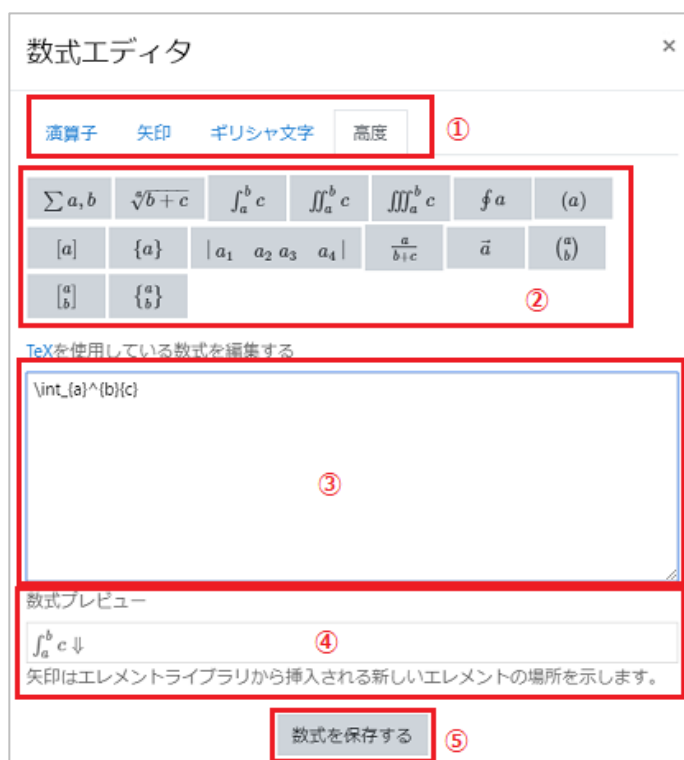 数式エディタ ×
演算子 矢印 ギリシャ文字 高度 ①
∑ a, b ᵃ√b + c ∫ₐᵇ c ∬ₐᵇ c ∭ₐᵇ c ∮ a (a)
[a] {a} | a₁ a₂ a₃ a₄ | a/b+c a⃗ (a b)
[a b] {a b} ②
TeXを使用している数式を編集する
\int_{a}^{b}{c}
③
数式プレビュー
∫ₐᵇ c ⇓ ④
矢印はエレメントライブラリから挿入される新しいエレメントの場所を示します。
数式を保存する ⑤